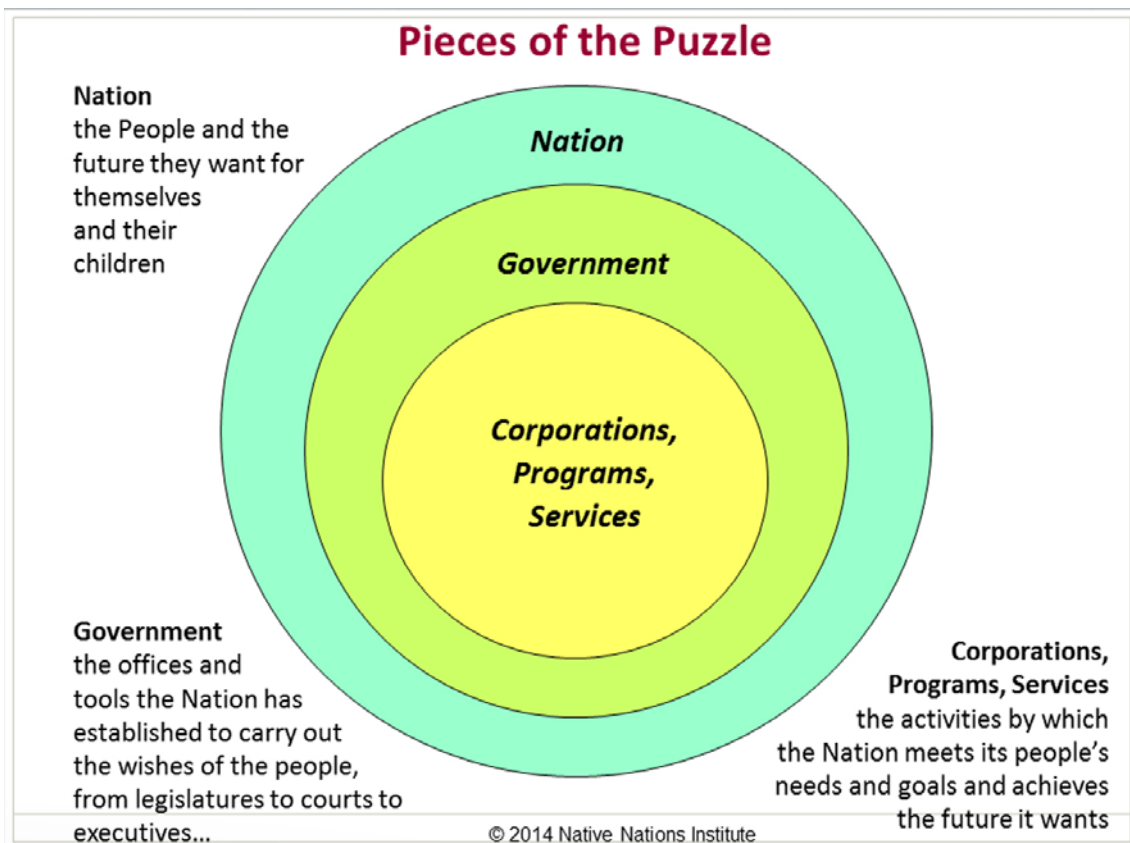 Pieces of the Puzzle
Nation
the People and the
future they want for
themselves
and their
children
Nation
Government
Corporations,
Programs,
Services
Government
the offices and
tools the Nation has
established to carry out
the wishes of the people,
from legislatures to courts to
executives...
Corporations,
Programs, Services
the activities by which
the Nation meets its people's
needs and goals and achieves
the future it wants
© 2014 Native Nations Institute